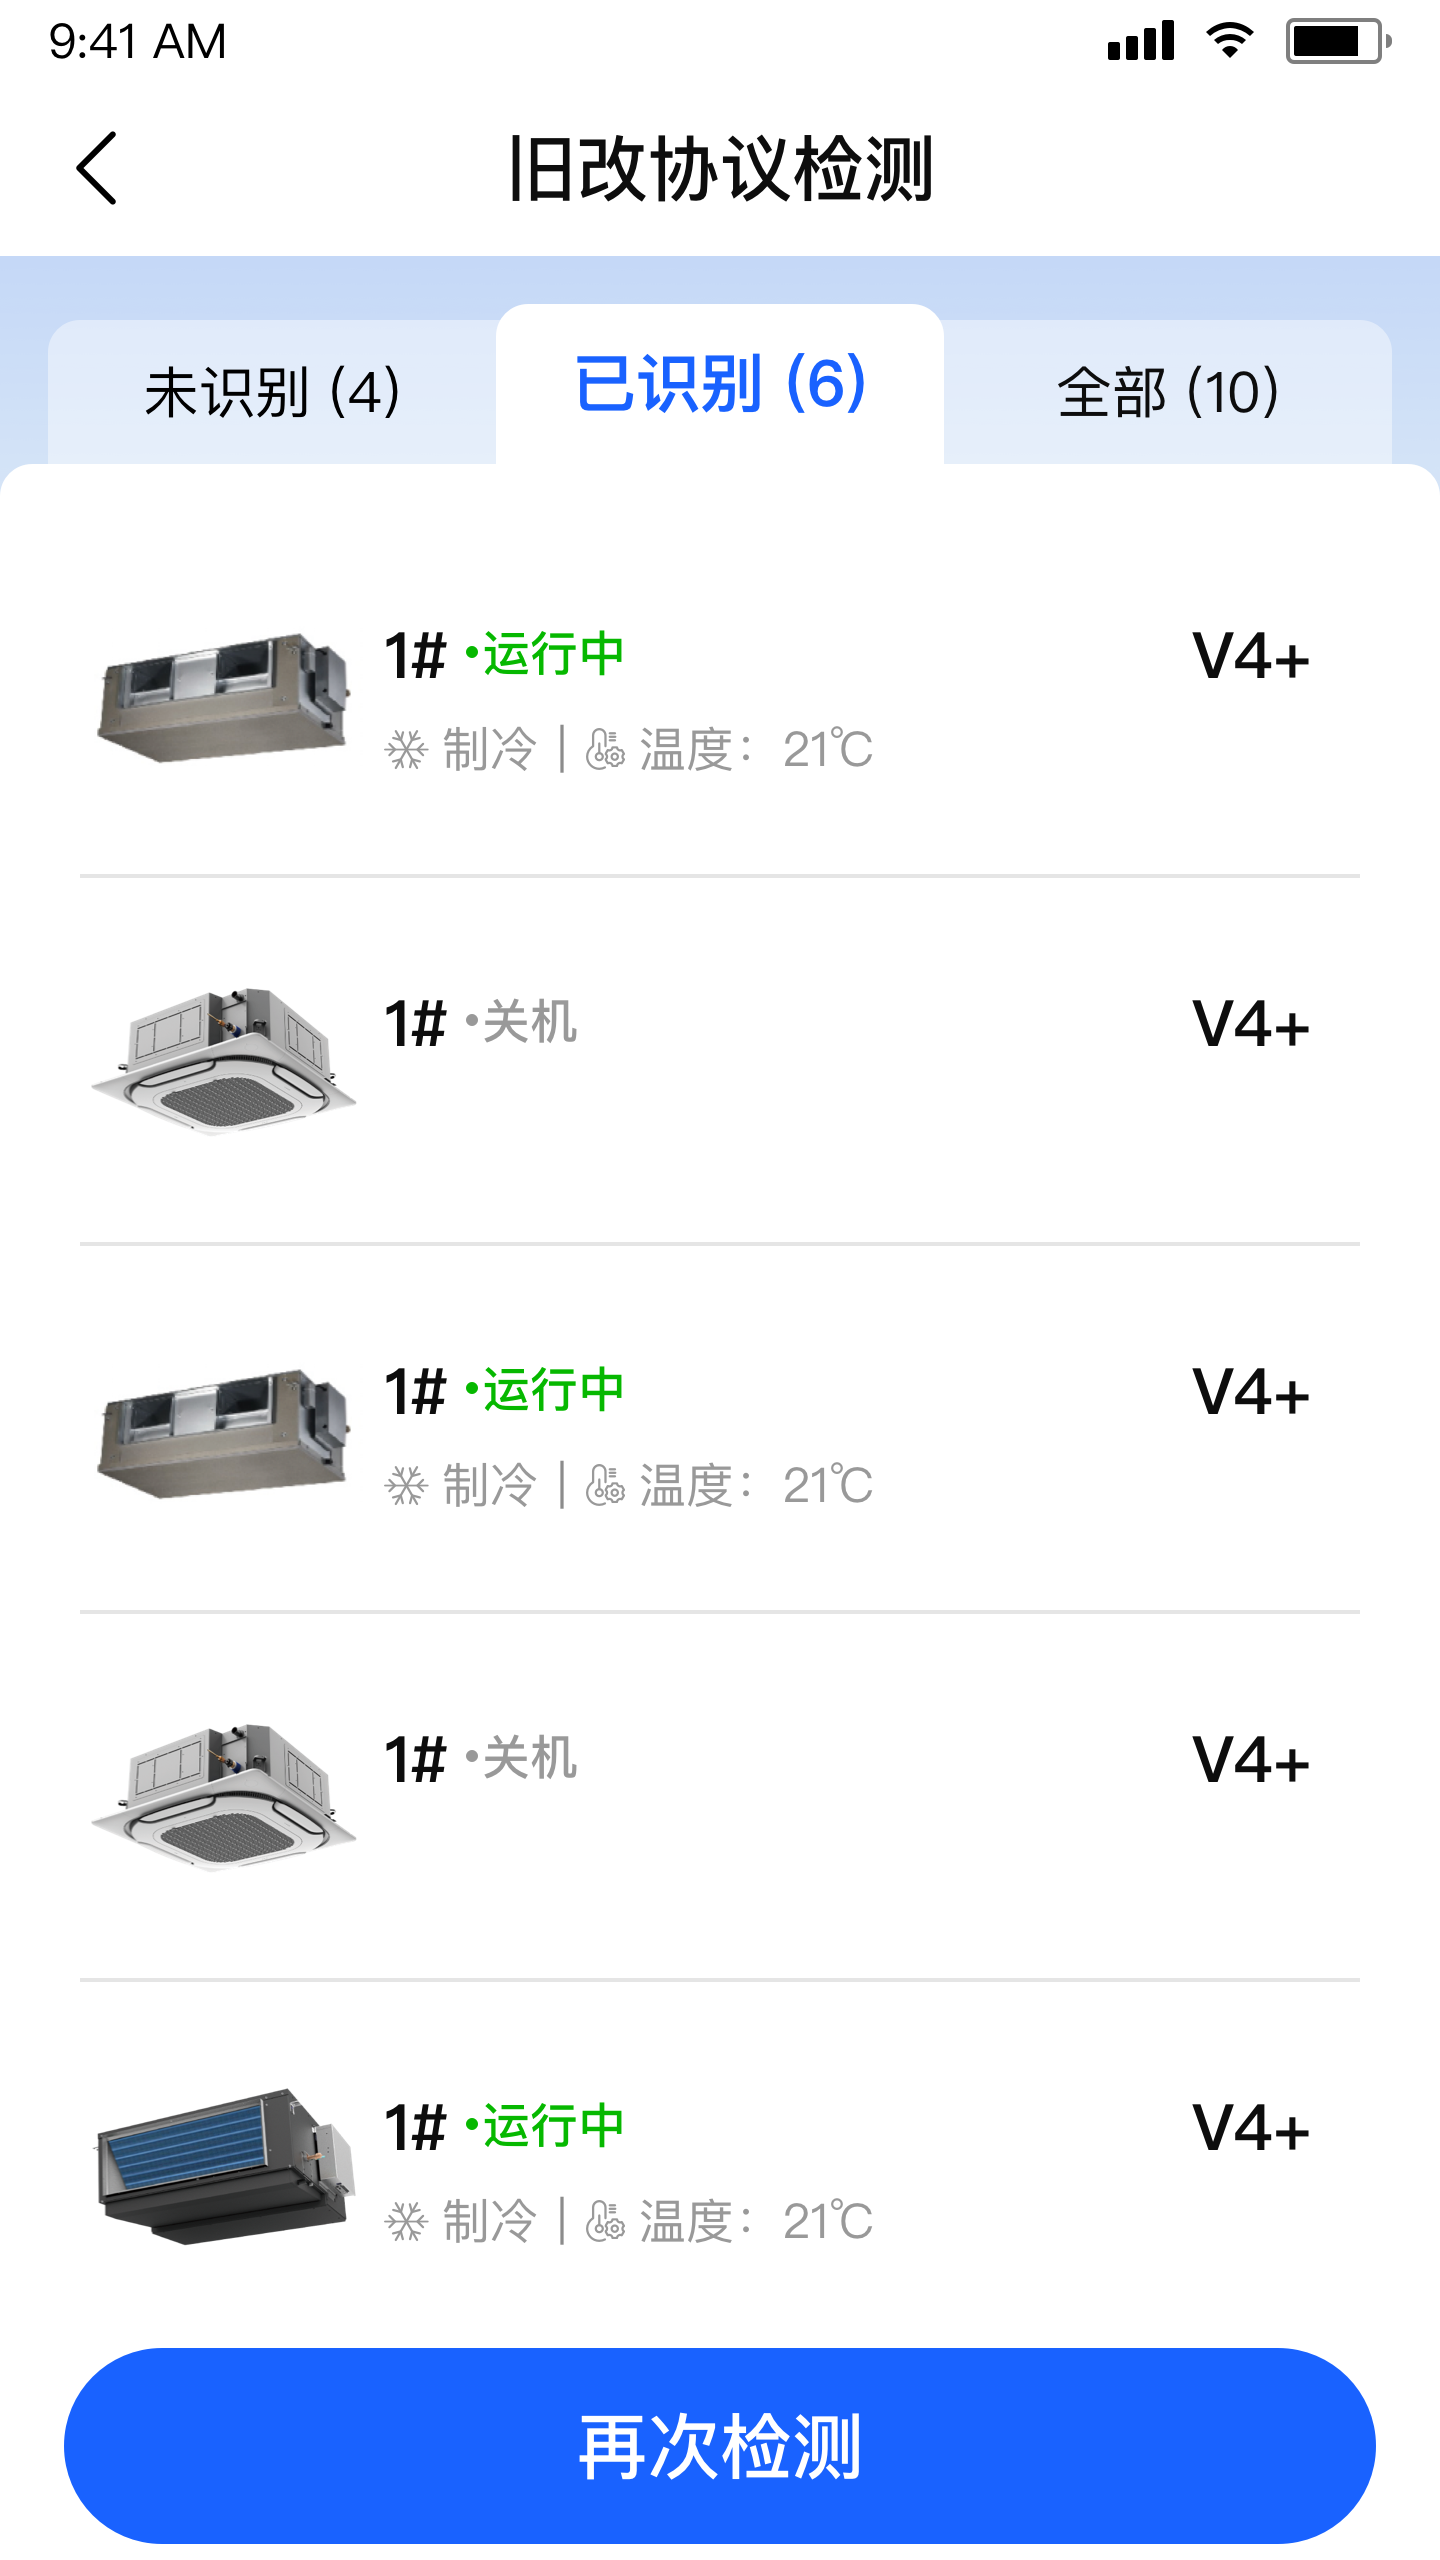 9:41 AM
旧改协议检测
未识别 (4)
已识别 (6)
全部 (10)
1# •运行中 V4+
制冷 | 温度：21℃
1# •关机 V4+
1# •运行中 V4+
制冷 | 温度：21℃
1# •关机 V4+
1# •运行中 V4+
制冷 | 温度：21℃
再次检测